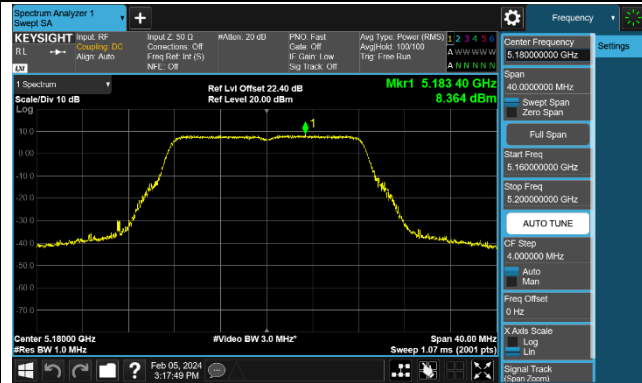 Spectrum Analyzer 1
Swept SA
+
Frequency
KEYSIGHT
RL
LXI
Input: RF
Coupling: DC
Align: Auto
Input Z: 50 Ω
Corrections: Off
Freq Ref: Int (S)
NFE: Off
#Atten: 20 dB
PNO: Fast
Gate: Off
IF Gain: Low
Sig Track: Off
Avg Type: Power (RMS)
Avg|Hold: 100/100
Trig: Free Run
1 2 3 4 5 6
A W W W W W
A N N N N N
1 Spectrum
Scale/Div 10 dB
Log
Ref Lvl Offset 22.40 dB
Ref Level 20.00 dBm
Mkr1 5.183 40 GHz
8.364 dBm
1
10.0
0.00
-10.0
-20.0
-30.0
-40.0
-50.0
-60.0
-70.0
Center 5.18000 GHz
#Res BW 1.0 MHz
#Video BW 3.0 MHz*
Span 40.00 MHz
Sweep 1.07 ms (2001 pts)
Center Frequency
5.180000000 GHz
Span
40.0000000 MHz
Swept Span
Zero Span
Full Span
Start Freq
5.160000000 GHz
Stop Freq
5.200000000 GHz
AUTO TUNE
CF Step
4.000000 MHz
Auto
Man
Freq Offset
0 Hz
X Axis Scale
Log
Lin
Signal Track
(Span Zoom)
Settings
?
Feb 05, 2024
3:17:49 PM